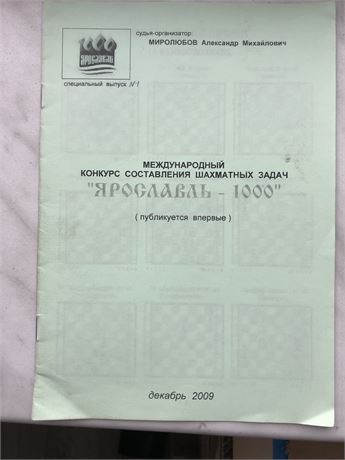 1000
ЯРОСЛАВЛЬ
специальный выпуск №1
судья-организатор:
МИРОЛЮБОВ Александр Михайлович
МЕЖДУНАРОДНЫЙ
КОНКУРС СОСТАВЛЕНИЯ ШАХМАТНЫХ ЗАДАЧ
"ЯРОСЛАВЛЬ - 1000"
( публикуется впервые )
декабрь 2009